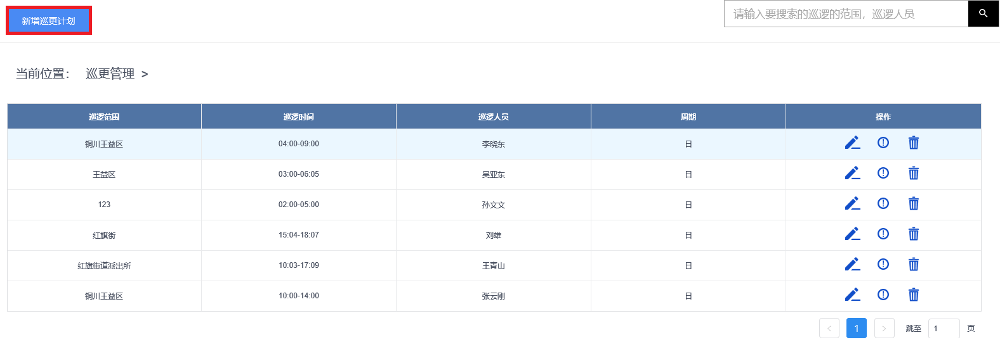 新增巡更计划
请输入要搜索的巡逻的范围，巡逻人员
当前位置： 巡更管理 >
巡逻范围 巡逻时间 巡逻人员 周期 操作
铜川王益区 04:00-09:00 李晓东 日
王益区 03:00-06:05 吴亚东 日
123 02:00-05:00 孙文文 日
红旗街 15:04-18:07 刘雄 日
红旗街道派出所 10:03-17:09 王青山 日
铜川王益区 10:00-14:00 张云刚 日
< 1 > 跳至 1 页